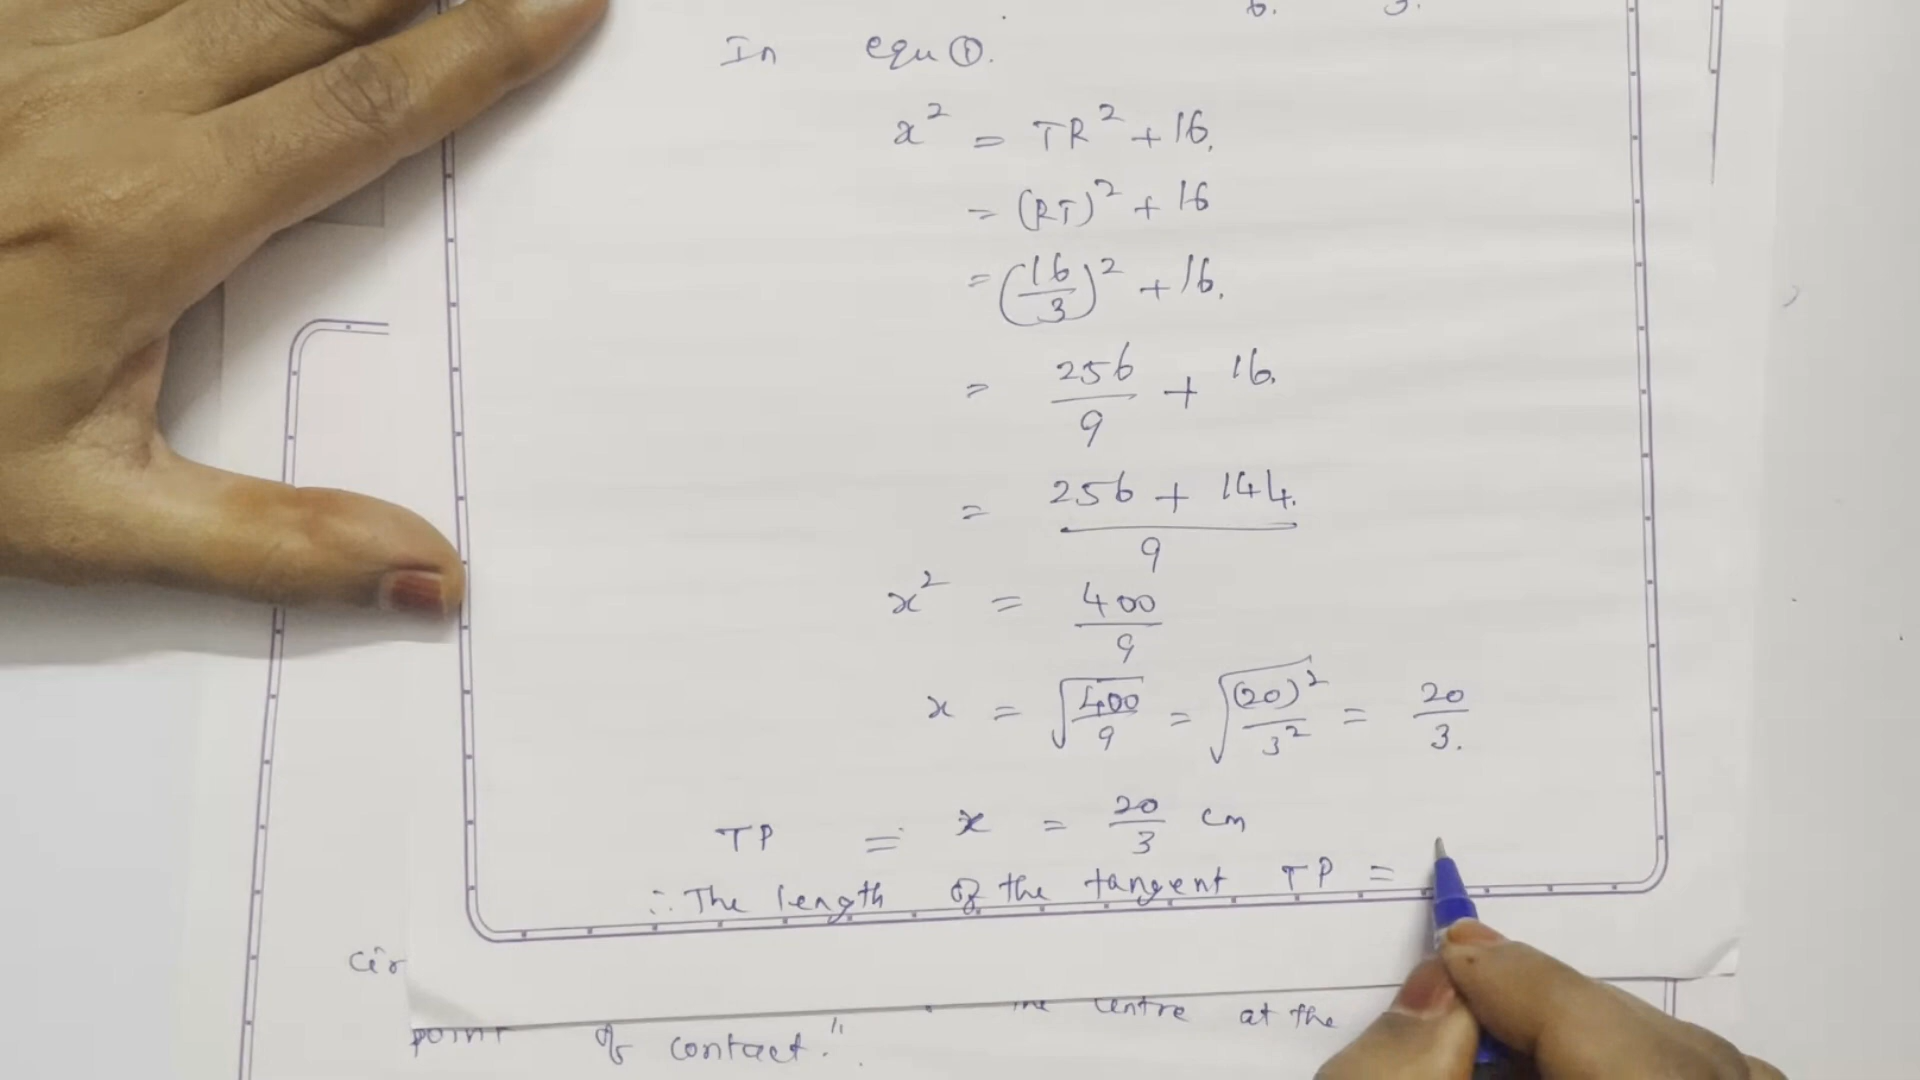 In equ ①.
x² = TR² + 16.
= (RT)² + 16
= (16/3)² + 16.
= 256/9 + 16.
= 256 + 144./9
x² = 400/9
x = √400/9 = √(20)²/3² = 20/3.
TP = x = 20/3 cm
∴ The length of the tangent TP =
cir
centre at the
point of contact."